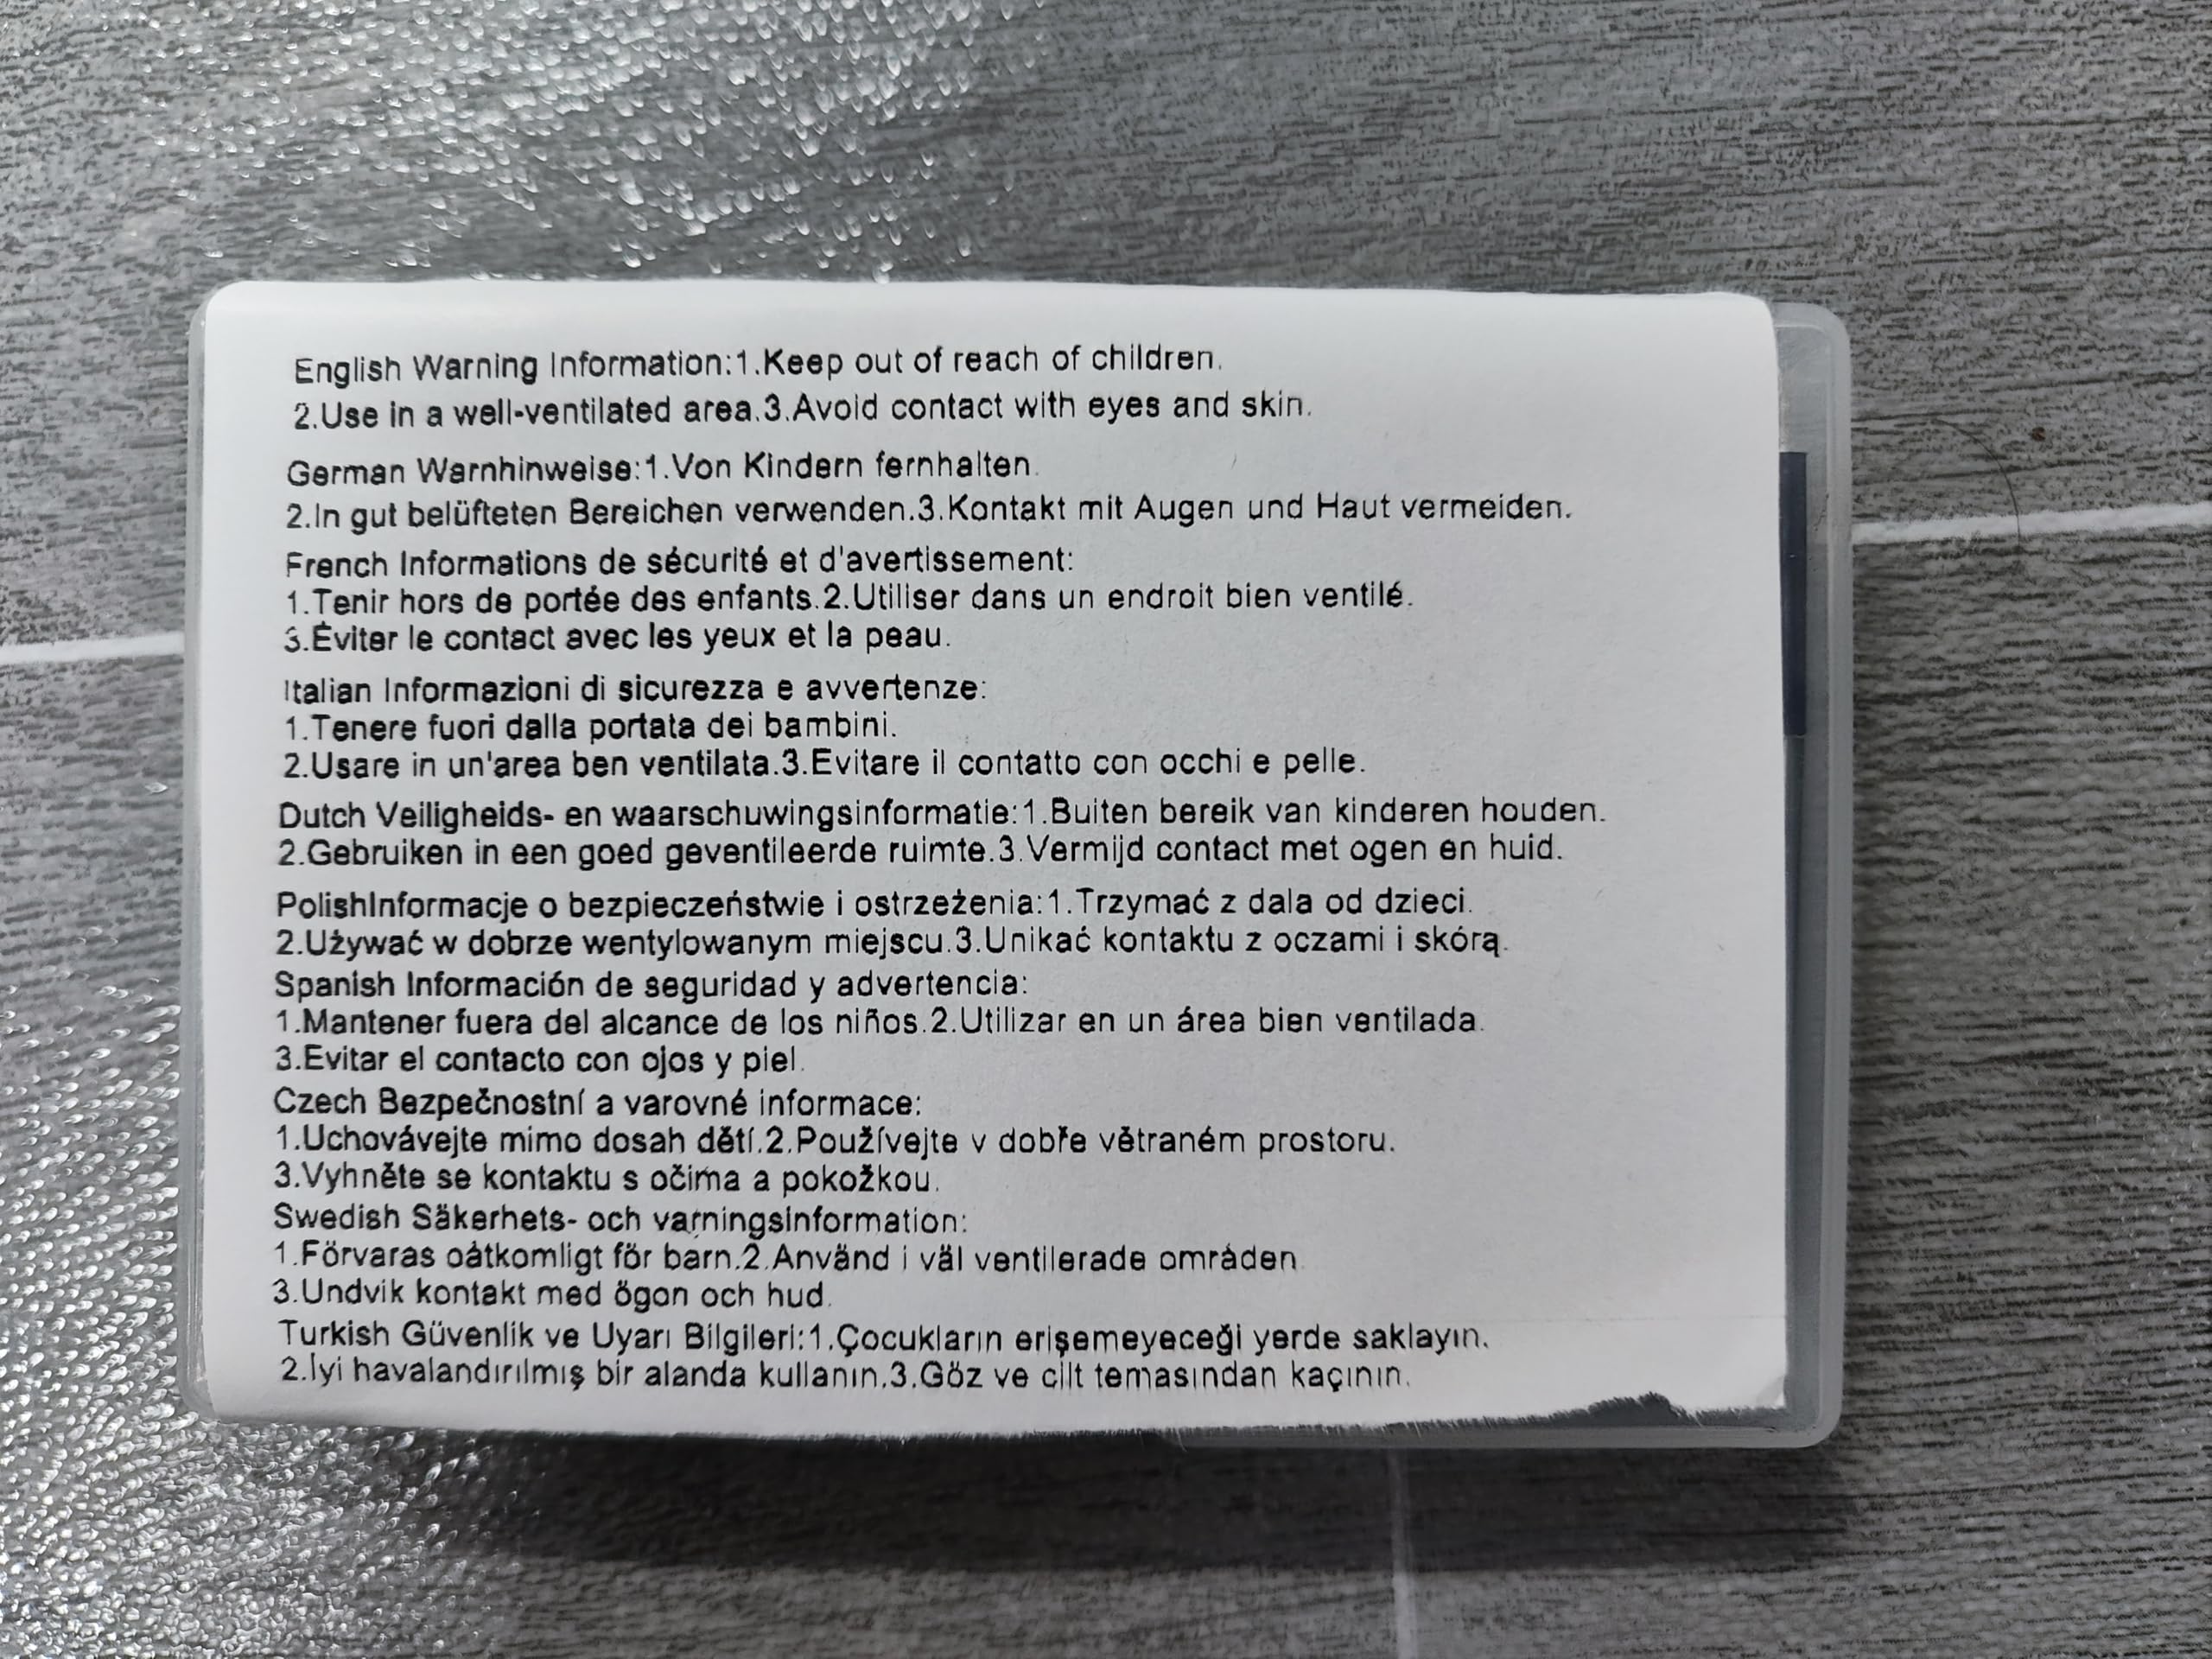 English Warning Information:1.Keep out of reach of children.
2.Use in a well-ventilated area.3.Avoid contact with eyes and skin.
German Warnhinweise:1.Von Kindern fernhalten.
2.In gut belüfteten Bereichen verwenden.3.Kontakt mit Augen und Haut vermeiden.
French Informations de sécurité et d'avertissement:
1.Tenir hors de portée des enfants.2.Utiliser dans un endroit bien ventilé.
3.Éviter le contact avec les yeux et la peau.
Italian Informazioni di sicurezza e avvertenze:
1.Tenere fuori dalla portata dei bambini.
2.Usare in un'area ben ventilata.3.Evitare il contatto con occhi e pelle.
Dutch Veiligheids- en waarschuwingsinformatie:1.Buiten bereik van kinderen houden.
2.Gebruiken in een goed geventileerde ruimte.3.Vermijd contact met ogen en huid.
PolishInformacje o bezpieczeństwie i ostrzeżenia:1.Trzymać z dala od dzieci.
2.Używać w dobrze wentylowanym miejscu.3.Unikać kontaktu z oczami i skórą.
Spanish Información de seguridad y advertencia:
1.Mantener fuera del alcance de los niños.2.Utilizar en un área bien ventilada.
3.Evitar el contacto con ojos y piel.
Czech Bezpečnostní a varovné informace:
1.Uchovávejte mimo dosah dětí.2.Používejte v dobře větraném prostoru.
3.Vyhněte se kontaktu s očima a pokožkou.
Swedish Säkerhets- och varningsinformation:
1.Förvaras oåtkomligt för barn.2.Använd i väl ventilerade områden.
3.Undvik kontakt med ögon och hud.
Turkish Güvenlik ve Uyarı Bilgileri:1.Çocukların erişemeyeceği yerde saklayın.
2.İyi havalandırılmış bir alanda kullanın.3.Göz ve cilt temasından kaçının.